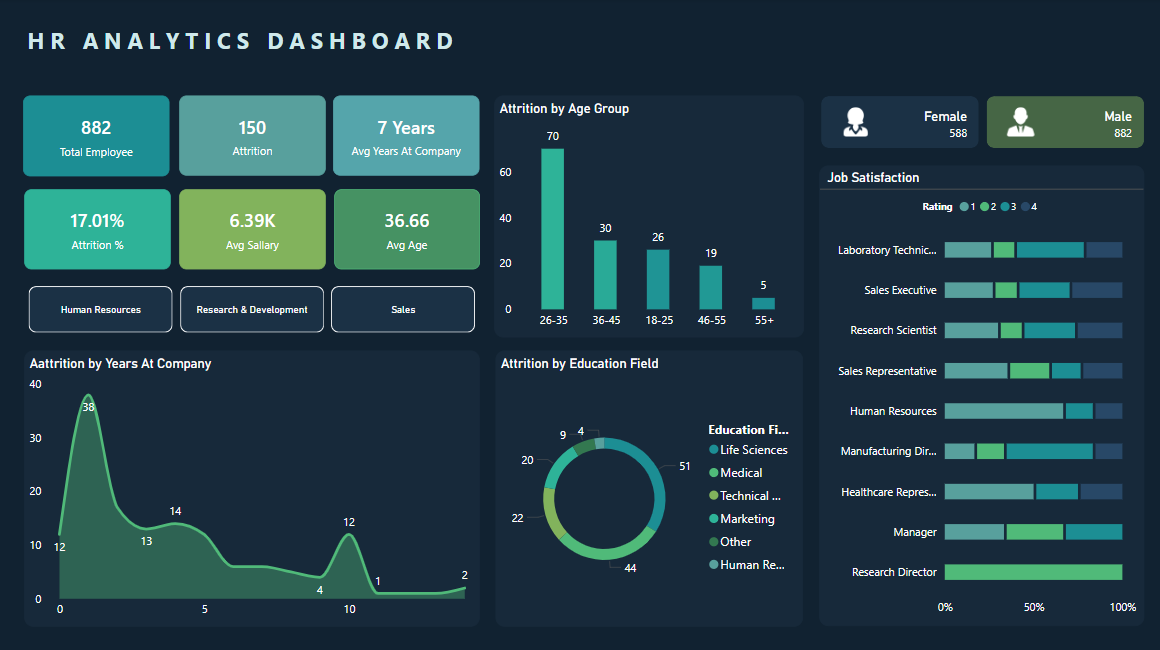 HR ANALYTICS DASHBOARD
882
Total Employee
150
Attrition
7 Years
Avg Years At Company
17.01%
Attrition %
6.39K
Avg Sallary
36.66
Avg Age
Human Resources
Research & Development
Sales
Attrition by Age Group
70
60
40
20
0
30
26
19
5
26-35
36-45
18-25
46-55
55+
Female
588
Male
882
Job Satisfaction
Rating 1 2 3 4
Laboratory Technic...
Sales Executive
Research Scientist
Sales Representative
Human Resources
Manufacturing Dir...
Healthcare Repres...
Manager
Research Director
0% 50% 100%
Aattrition by Years At Company
40
30
20
10
0
38
12
13
14
4
12
1
2
0 5 10
Attrition by Education Field
9
4
20
51
22
44
Education Fi...
Life Sciences
Medical
Technical ...
Marketing
Other
Human Re...